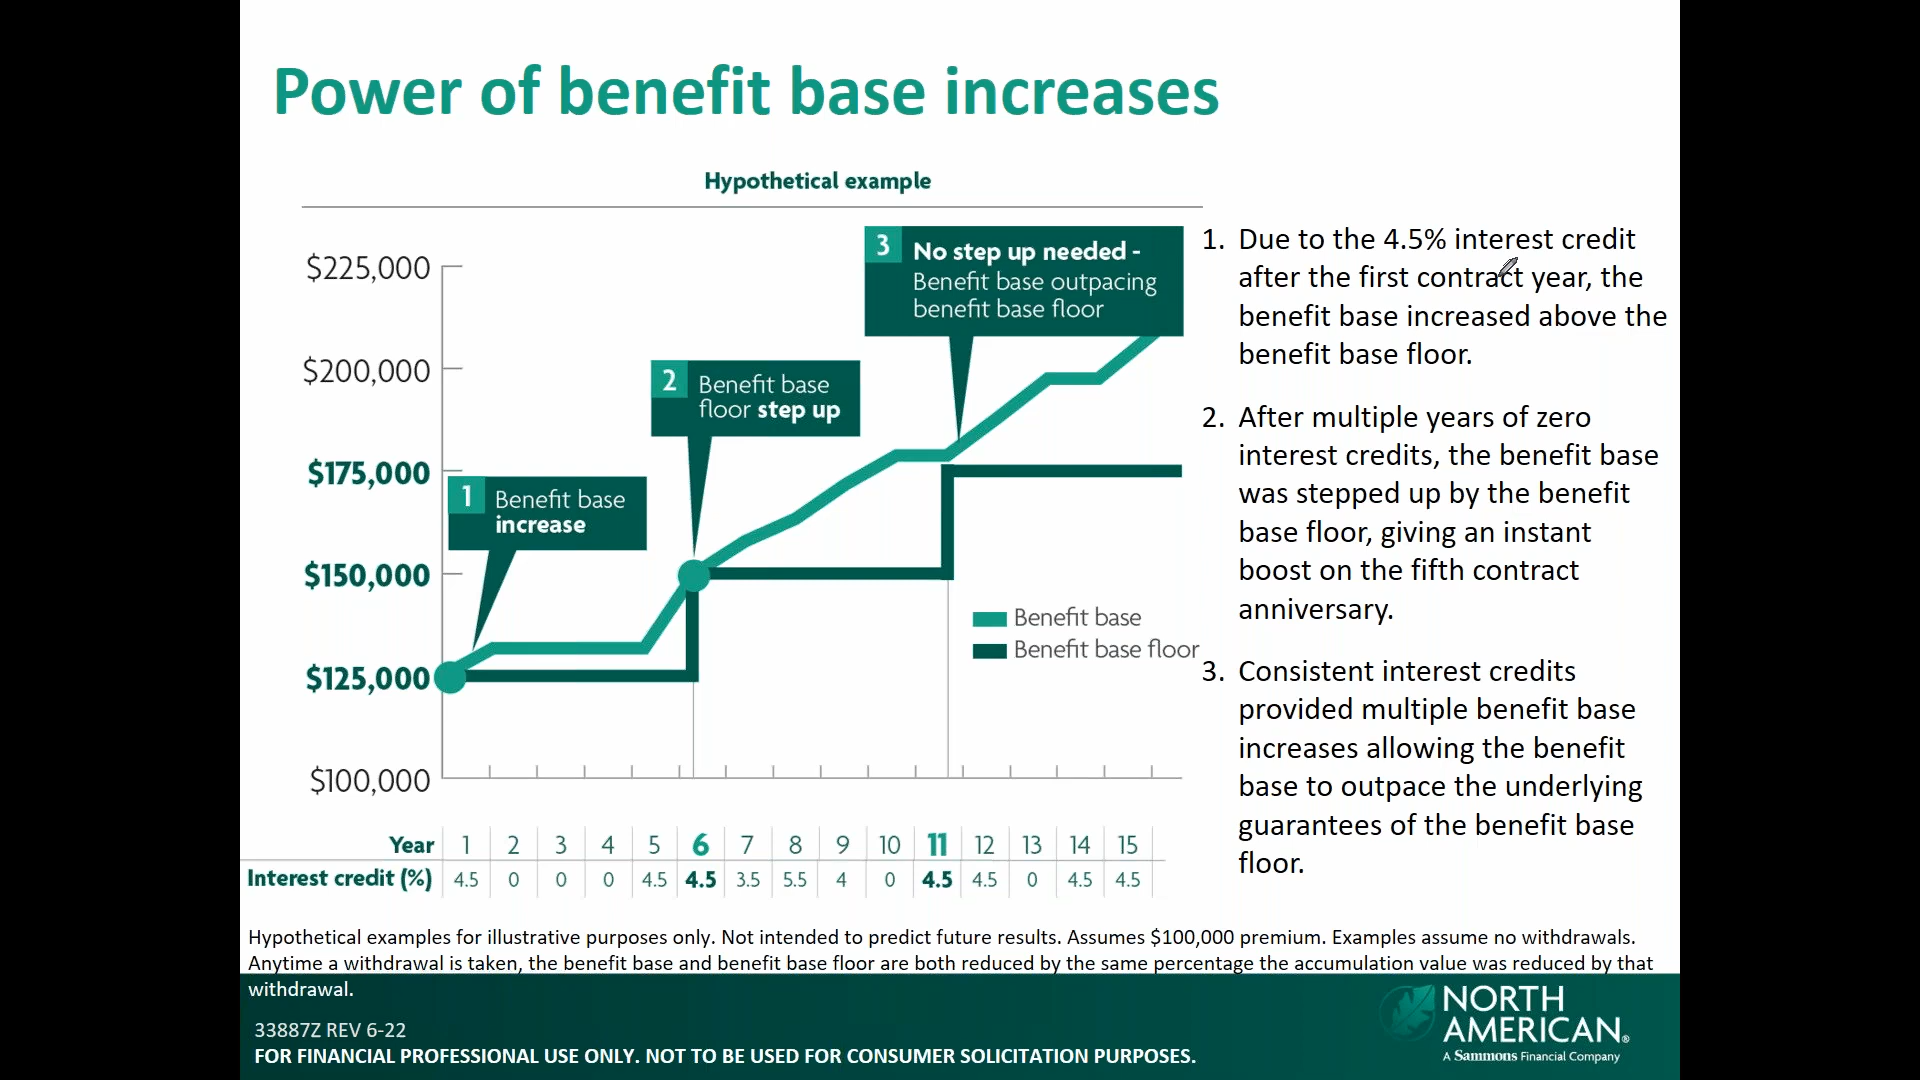 Power of benefit base increases
Hypothetical example
$225,000
$200,000
$175,000
$150,000
$125,000
$100,000
1 Benefit base
increase
2 Benefit base
floor step up
3 No step up needed -
Benefit base outpacing
benefit base floor
Benefit base
Benefit base floor
Year 1 2 3 4 5 6 7 8 9 10 11 12 13 14 15
Interest credit (%) 4.5 0 0 0 4.5 4.5 3.5 5.5 4 0 4.5 4.5 0 4.5 4.5
1. Due to the 4.5% interest credit
after the first contract year, the
benefit base increased above the
benefit base floor.
2. After multiple years of zero
interest credits, the benefit base
was stepped up by the benefit
base floor, giving an instant
boost on the fifth contract
anniversary.
3. Consistent interest credits
provided multiple benefit base
increases allowing the benefit
base to outpace the underlying
guarantees of the benefit base
floor.
Hypothetical examples for illustrative purposes only. Not intended to predict future results. Assumes $100,000 premium. Examples assume no withdrawals.
Anytime a withdrawal is taken, the benefit base and benefit base floor are both reduced by the same percentage the accumulation value was reduced by that
withdrawal.
33887Z REV 6-22
FOR FINANCIAL PROFESSIONAL USE ONLY. NOT TO BE USED FOR CONSUMER SOLICITATION PURPOSES.
NORTH
AMERICAN®
A Sammons Financial Company